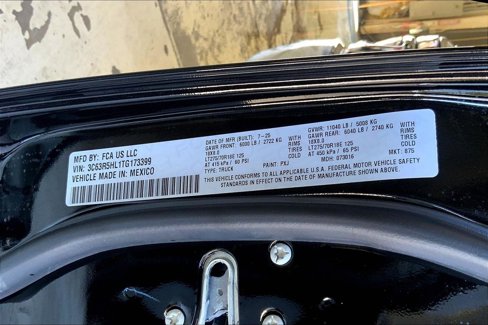 MFD BY: FCA US LLC
VIN: 3C63R5HL1TG173399
VEHICLE MADE IN: MEXICO
DATE OF MFR (BUILT): 7-25
GAWR FRONT: 6000 LB / 2722 KG WITH
18X8.0 RIMS
LT275/70R18E 125 TIRES
AT 415 kPaJ / 60 PSI COLD
TYPE: TRUCK PAINT: PXJ
GVWR: 11040 LB / 5008 KG
GAWR REAR: 6040 LB / 2740 KG WITH
18X8.0 RIMS
LT275/70R18E 125 TIRES
AT 450 kPaJ / 65 PSI COLD
MDH: 073016 MKT: 875
THIS VEHICLE CONFORMS TO ALL APPLICABLE U.S.A. FEDERAL MOTOR VEHICLE SAFETY
STANDARDS IN EFFECT ON THE DATE OF MANUFACTURE SHOWN ABOVE.